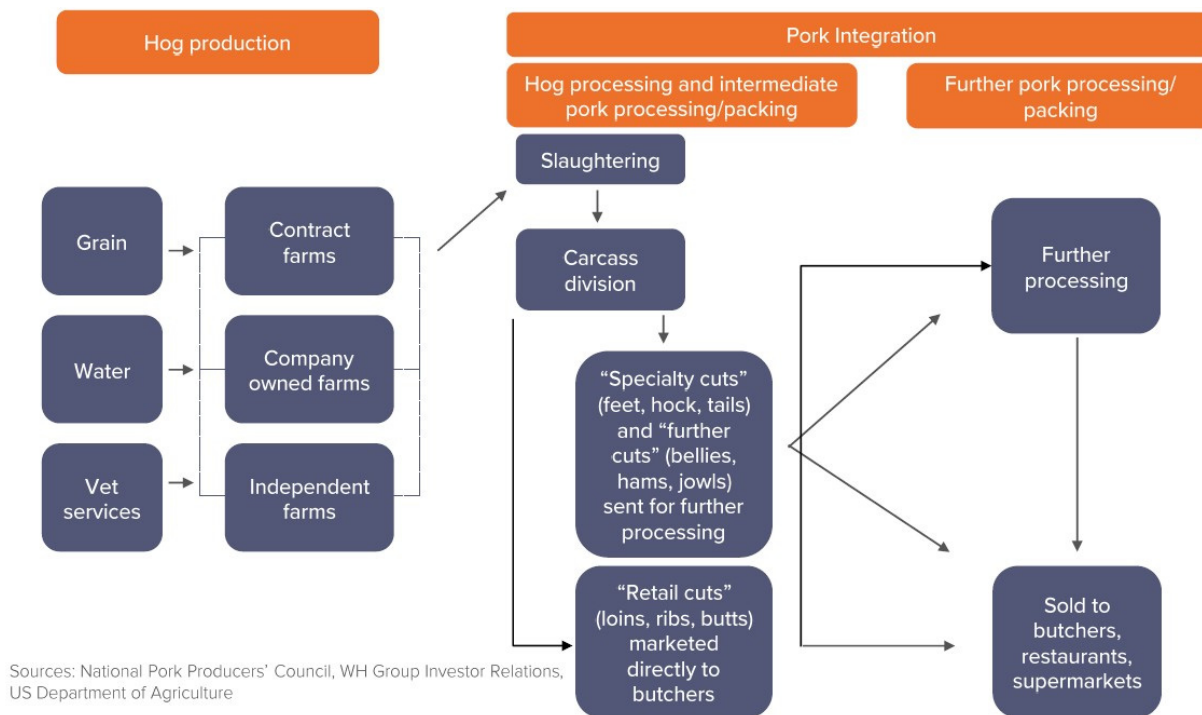 Hog production
Pork Integration
Hog processing and intermediate
pork processing/packing
Further pork processing/
packing
Grain
Water
Vet
services
Contract
farms
Company
owned farms
Independent
farms
Slaughtering
Carcass
division
“Specialty cuts”
(feet, hock, tails)
and “further
cuts” (bellies,
hams, jowls)
sent for further
processing
“Retail cuts”
(loins, ribs, butts)
marketed
directly to
butchers
Further
processing
Sold to
butchers,
restaurants,
supermarkets
Sources: National Pork Producers’ Council, WH Group Investor Relations,
US Department of Agriculture